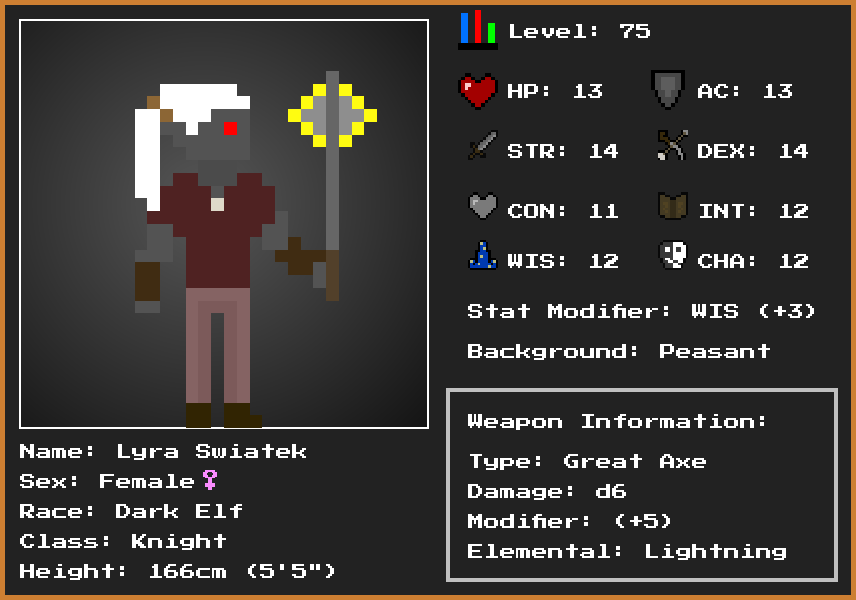 Level: 75
HP: 13
AC: 13
STR: 14
DEX: 14
CON: 11
INT: 12
WIS: 12
CHA: 12
Stat Modifier: WIS (+3)
Background: Peasant
Name: Lyra Swiatek
Sex: Female♀
Race: Dark Elf
Class: Knight
Height: 166cm (5'5")
Weapon Information:
Type: Great Axe
Damage: d6
Modifier: (+5)
Elemental: Lightning